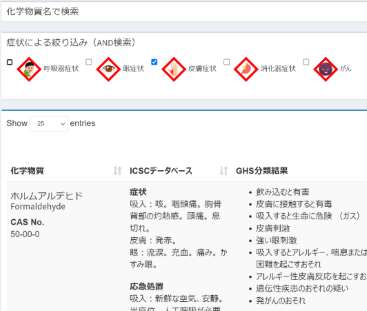 化学物質名で検索
症状による絞り込み（AND検索）
呼吸器症状 眼症状 皮膚症状 消化器症状 がん
Show 25 entries
化学物質 ICSCデータベース GHS分類結果
ホルムアルデヒド
Formaldehyde
CAS No.
50-00-0
症状
吸入：咳。咽頭痛。胸骨
背部の灼熱感。頭痛。息
切れ。
皮膚：発赤。
眼：流涙。充血。痛み。か
すみ眼。
応急処置
吸入：新鮮な空気、安静。
半座位。人工呼吸が必要
• 飲み込むと有害
• 皮膚に接触すると有毒
• 吸入すると生命に危険 （ガス）
• 皮膚刺激
• 強い眼刺激
• 吸入するとアレルギー、喘息または
困難を起こすおそれ
• アレルギー性皮膚反応を起こすお
• 遺伝性疾患のおそれの疑い
• 発がんのおそれ